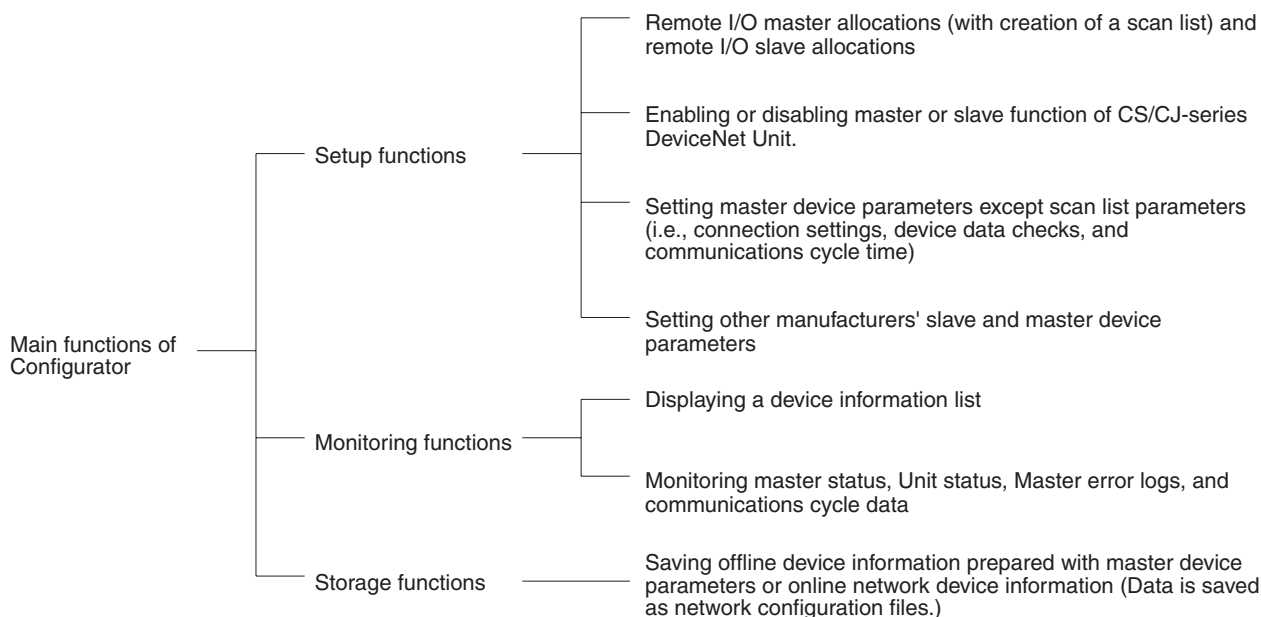 Remote I/O master allocations (with creation of a scan list) and
remote I/O slave allocations
Enabling or disabling master or slave function of CS/CJ-series
DeviceNet Unit.
Setup functions
Setting master device parameters except scan list parameters
(i.e., connection settings, device data checks, and
communications cycle time)
Setting other manufacturers' slave and master device
parameters
Main functions of
Configurator
Displaying a device information list
Monitoring functions
Monitoring master status, Unit status, Master error logs, and
communications cycle data
Storage functions
Saving offline device information prepared with master device
parameters or online network device information (Data is saved
as network configuration files.)